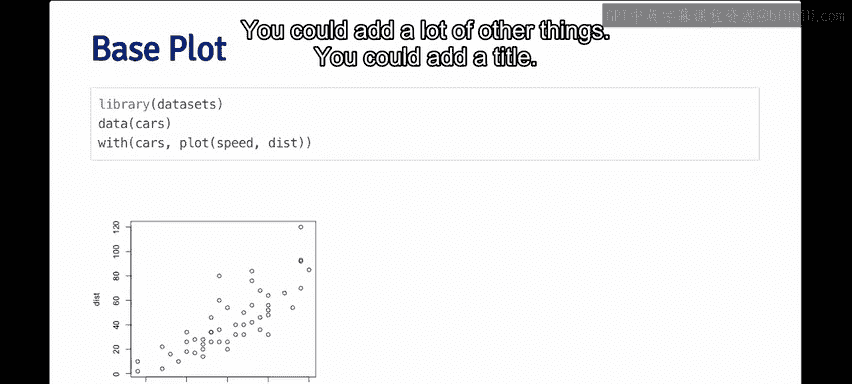 You could add a lot of other things.
You could add a title.
Base Plot
library(datasets)
data(cars)
with(cars, plot(speed, dist))
120
100
80
60
40
20
0
dist